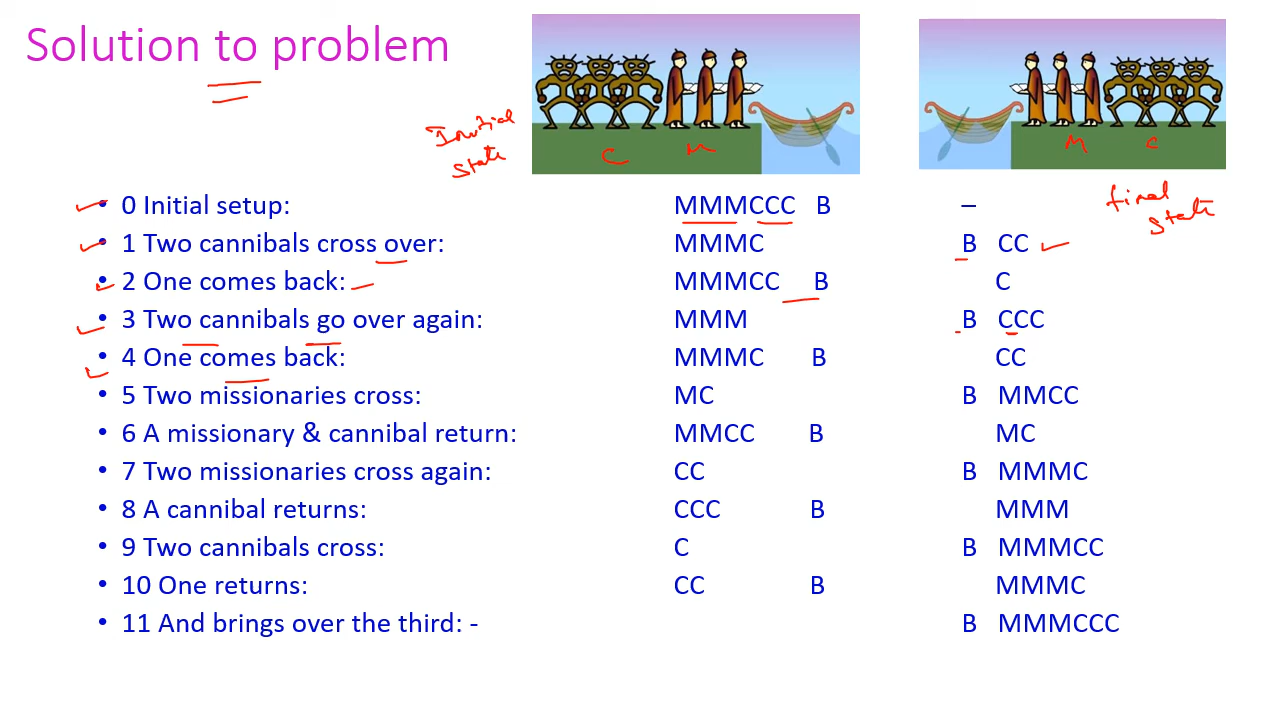 Solution to problem
Initial
state
C M
M C
final
state
• 0 Initial setup: MMMCCC B –
• 1 Two cannibals cross over: MMMC B CC
• 2 One comes back: MMMCC B C
• 3 Two cannibals go over again: MMM B CCC
• 4 One comes back: MMMC B CC
• 5 Two missionaries cross: MC B MMCC
• 6 A missionary & cannibal return: MMCC B MC
• 7 Two missionaries cross again: CC B MMMC
• 8 A cannibal returns: CCC B MMM
• 9 Two cannibals cross: C B MMMCC
• 10 One returns: CC B MMMC
• 11 And brings over the third: - B MMMCCC